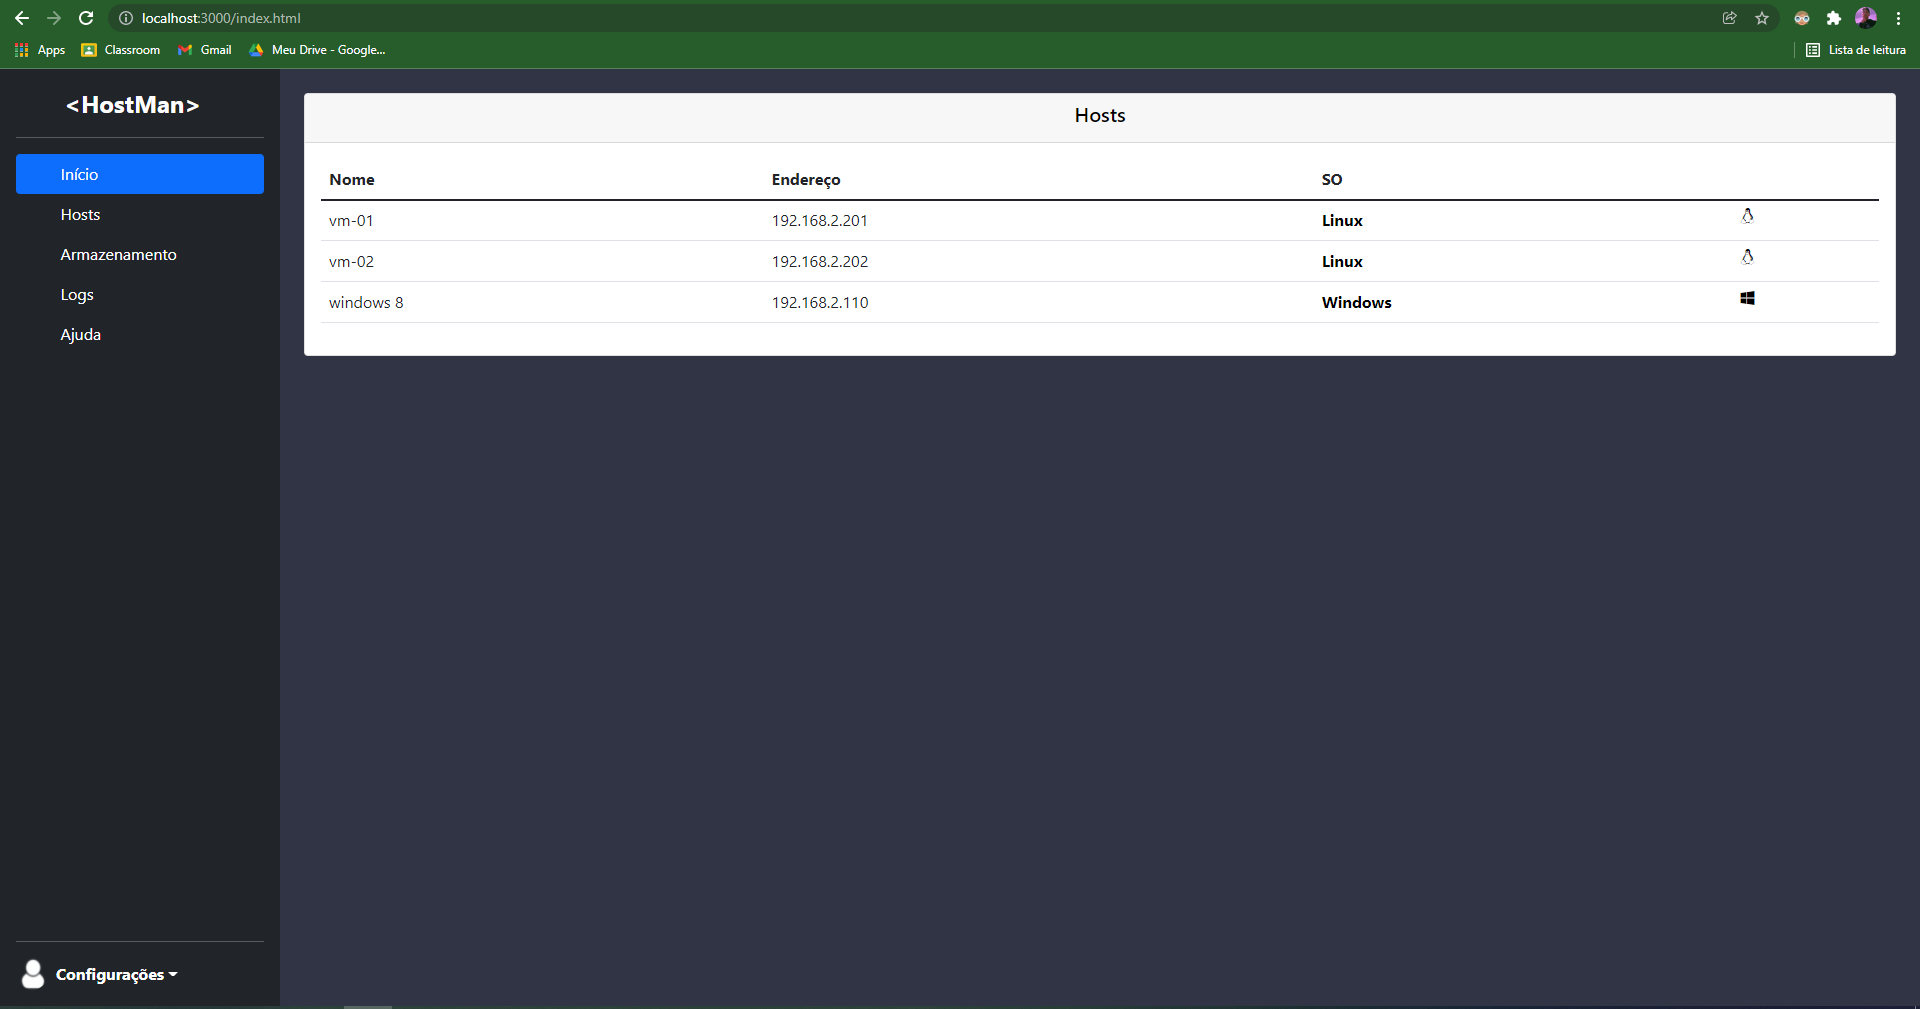 localhost:3000/index.html
Apps Classroom Gmail Meu Drive - Google... Lista de leitura
<HostMan>
Início
Hosts
Armazenamento
Logs
Ajuda
Configurações
Hosts
Nome Endereço SO
vm-01 192.168.2.201 Linux
vm-02 192.168.2.202 Linux
windows 8 192.168.2.110 Windows